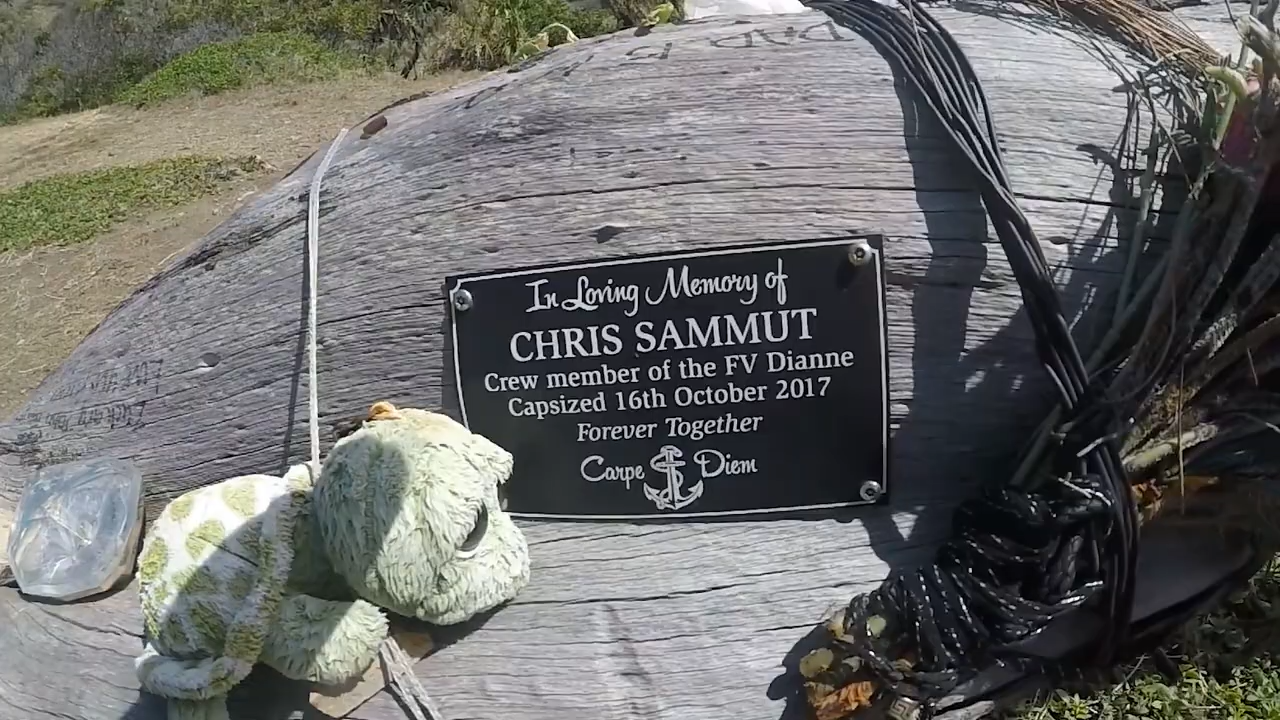 DAD
In Loving Memory of
CHRIS SAMMUT
Crew member of the FV Dianne
Capsized 16th October 2017
Forever Together
Carpe Diem